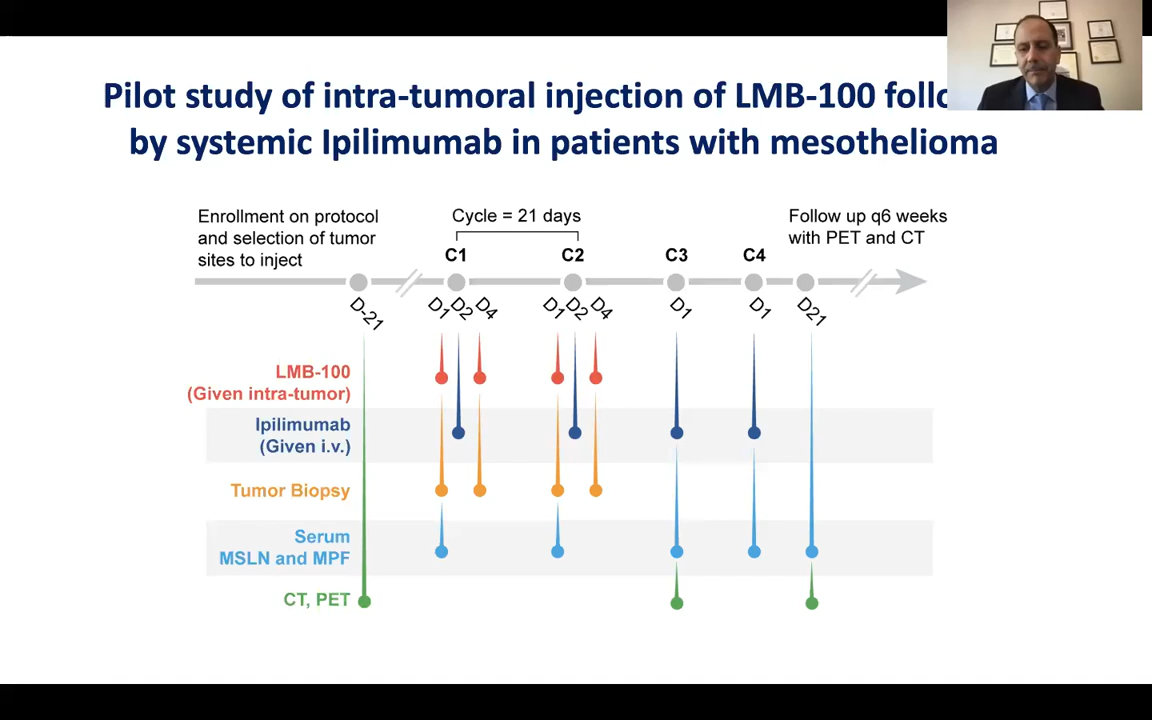 Pilot study of intra-tumoral injection of LMB-100
by systemic Ipilimumab in patients with mesothelioma
Enrollment on protocol
and selection of tumor
sites to inject
Cycle = 21 days
Follow up q6 weeks
with PET and CT
C1
C2
C3
C4
D-21
D1
D2
D4
D1
D2
D4
D1
D1
D21
LMB-100
(Given intra-tumor)
Ipilimumab
(Given i.v.)
Tumor Biopsy
Serum
MSLN and MPF
CT, PET